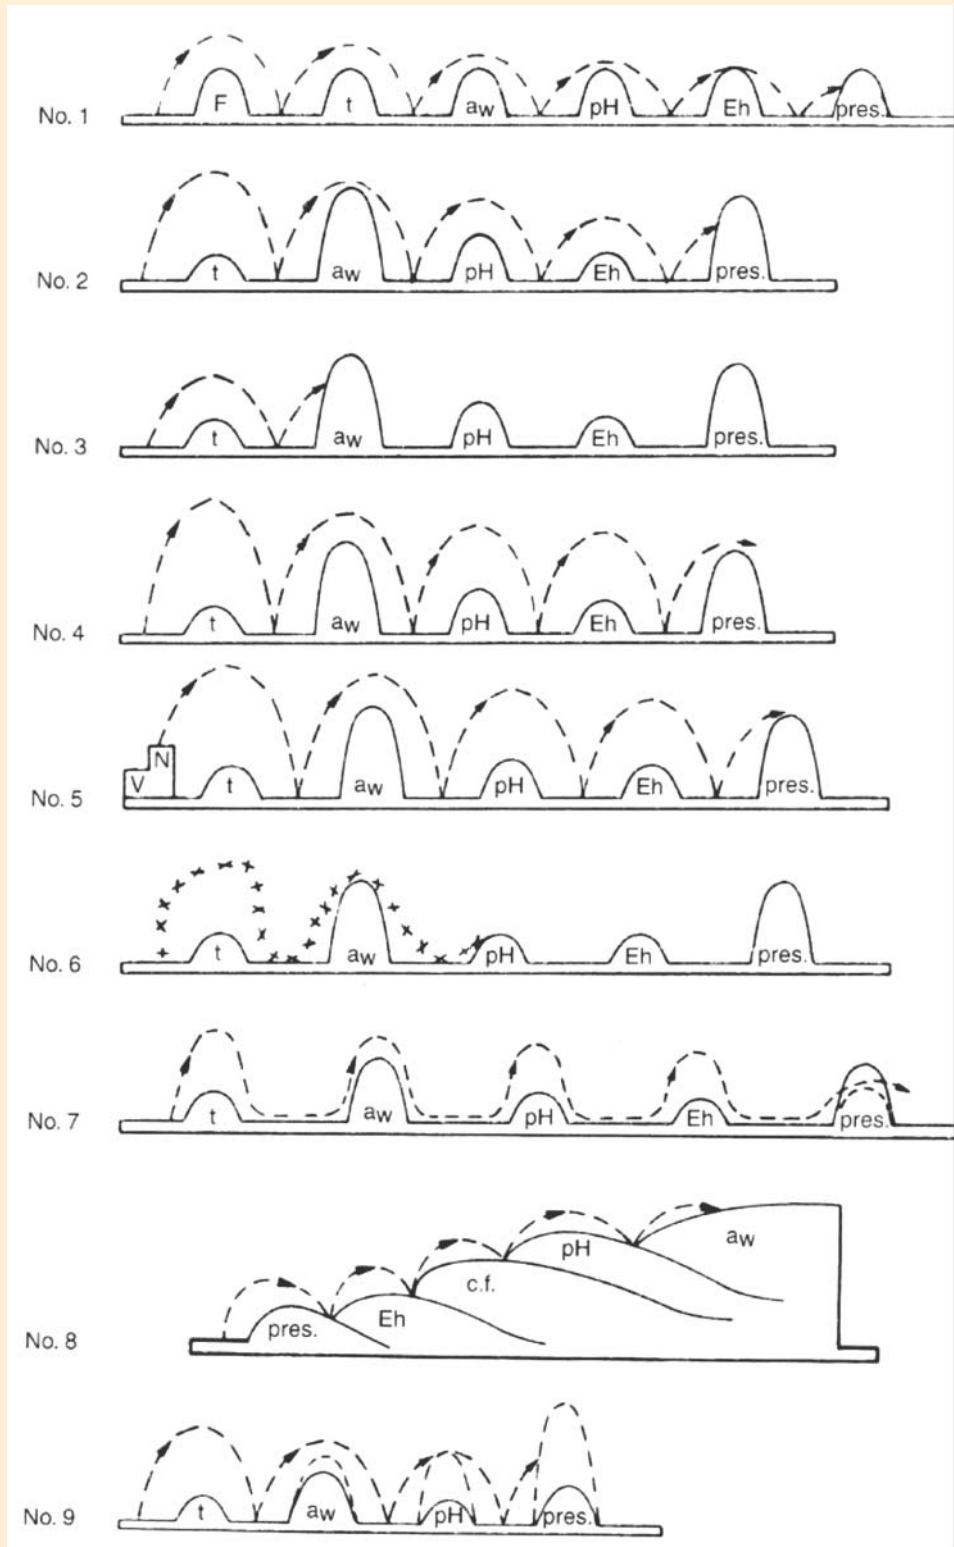 No. 1 F t aw pH Eh pres.
No. 2 t aw pH Eh pres.
No. 3 t aw pH Eh pres.
No. 4 t aw pH Eh pres.
No. 5 V N t aw pH Eh pres.
No. 6 t aw pH Eh pres.
No. 7 t aw pH Eh pres.
No. 8 pres. Eh c.f. pH aw
No. 9 t aw pH pres.